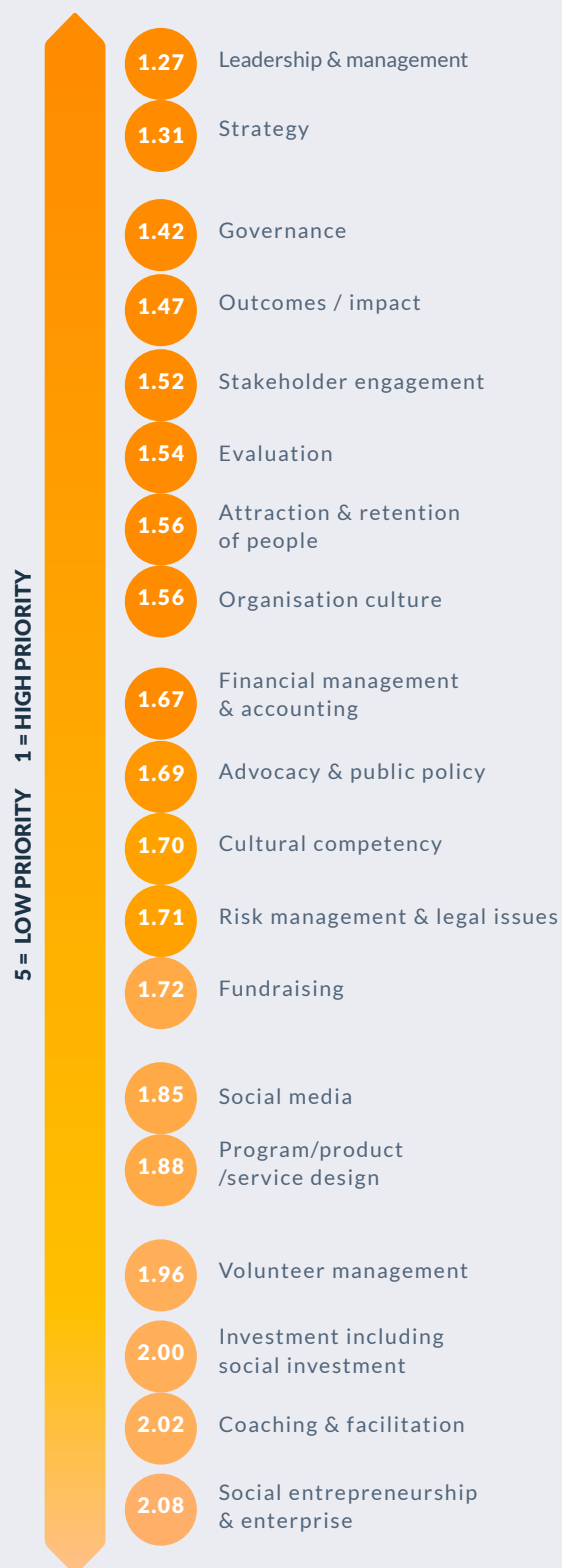 1.27 Leadership & management
1.31 Strategy
1.42 Governance
1.47 Outcomes / impact
1.52 Stakeholder engagement
1.54 Evaluation
1.56 Attraction & retention
of people
1.56 Organisation culture
1.67 Financial management
& accounting
1.69 Advocacy & public policy
1.70 Cultural competency
1.71 Risk management & legal issues
1.72 Fundraising
1.85 Social media
1.88 Program/product
/service design
1.96 Volunteer management
2.00 Investment including
social investment
2.02 Coaching & facilitation
2.08 Social entrepreneurship
& enterprise
5 = LOW PRIORITY 1 = HIGH PRIORITY